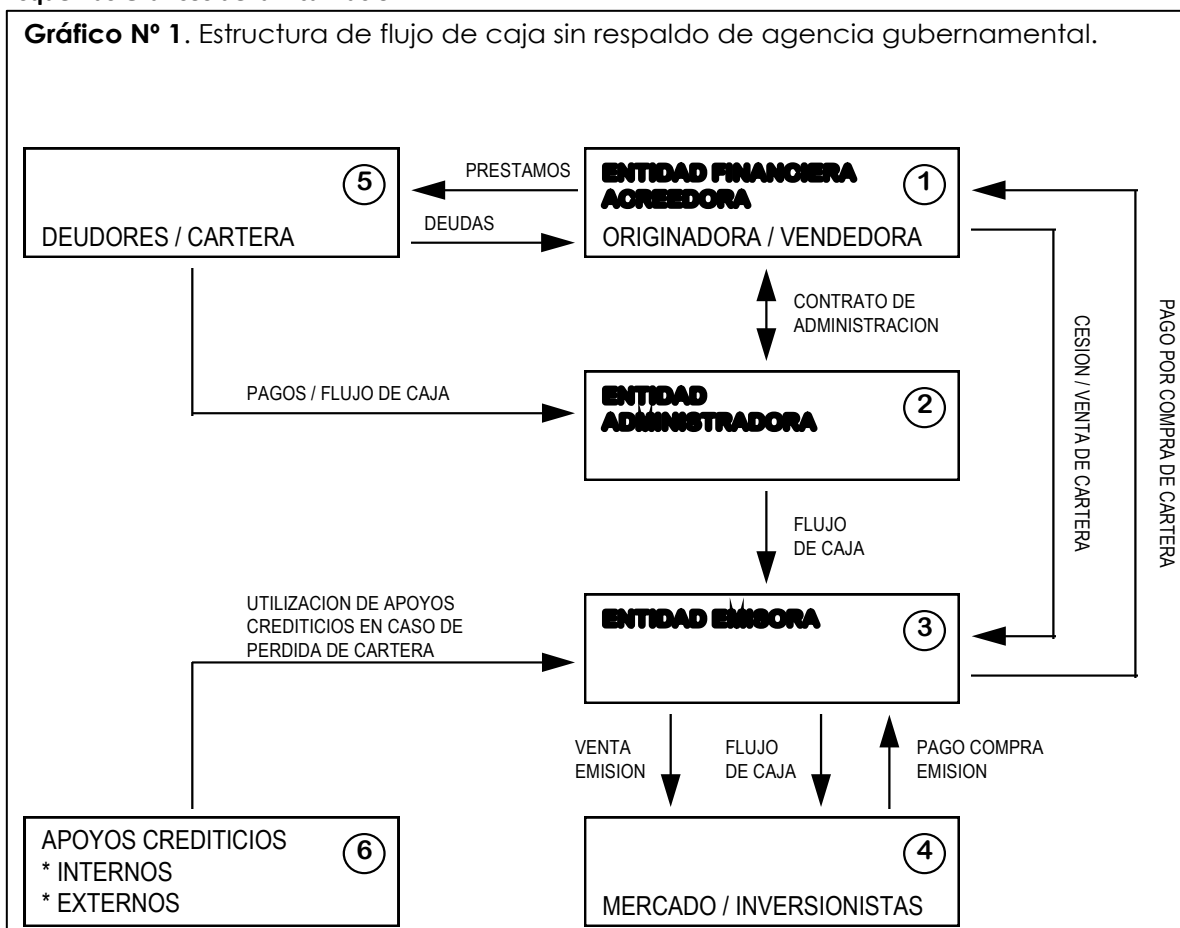 Gráfico Nº 1. Estructura de flujo de caja sin respaldo de agencia gubernamental.
5
DEUDORES / CARTERA
PRESTAMOS
DEUDAS
ENTIDAD FINANCIERA
ACREEDORA
1
ORIGINADORA / VENDEDORA
CONTRATO DE
ADMINISTRACION
CESION / VENTA DE CARTERA
PAGO POR COMPRA DE CARTERA
PAGOS / FLUJO DE CAJA
ENTIDAD
ADMINISTRADORA
2
FLUJO
DE CAJA
UTILIZACION DE APOYOS
CREDITICIOS EN CASO DE
PERDIDA DE CARTERA
ENTIDAD EMISORA
3
VENTA
EMISION
FLUJO
DE CAJA
PAGO COMPRA
EMISION
APOYOS CREDITICIOS
* INTERNOS
* EXTERNOS
6
4
MERCADO / INVERSIONISTAS